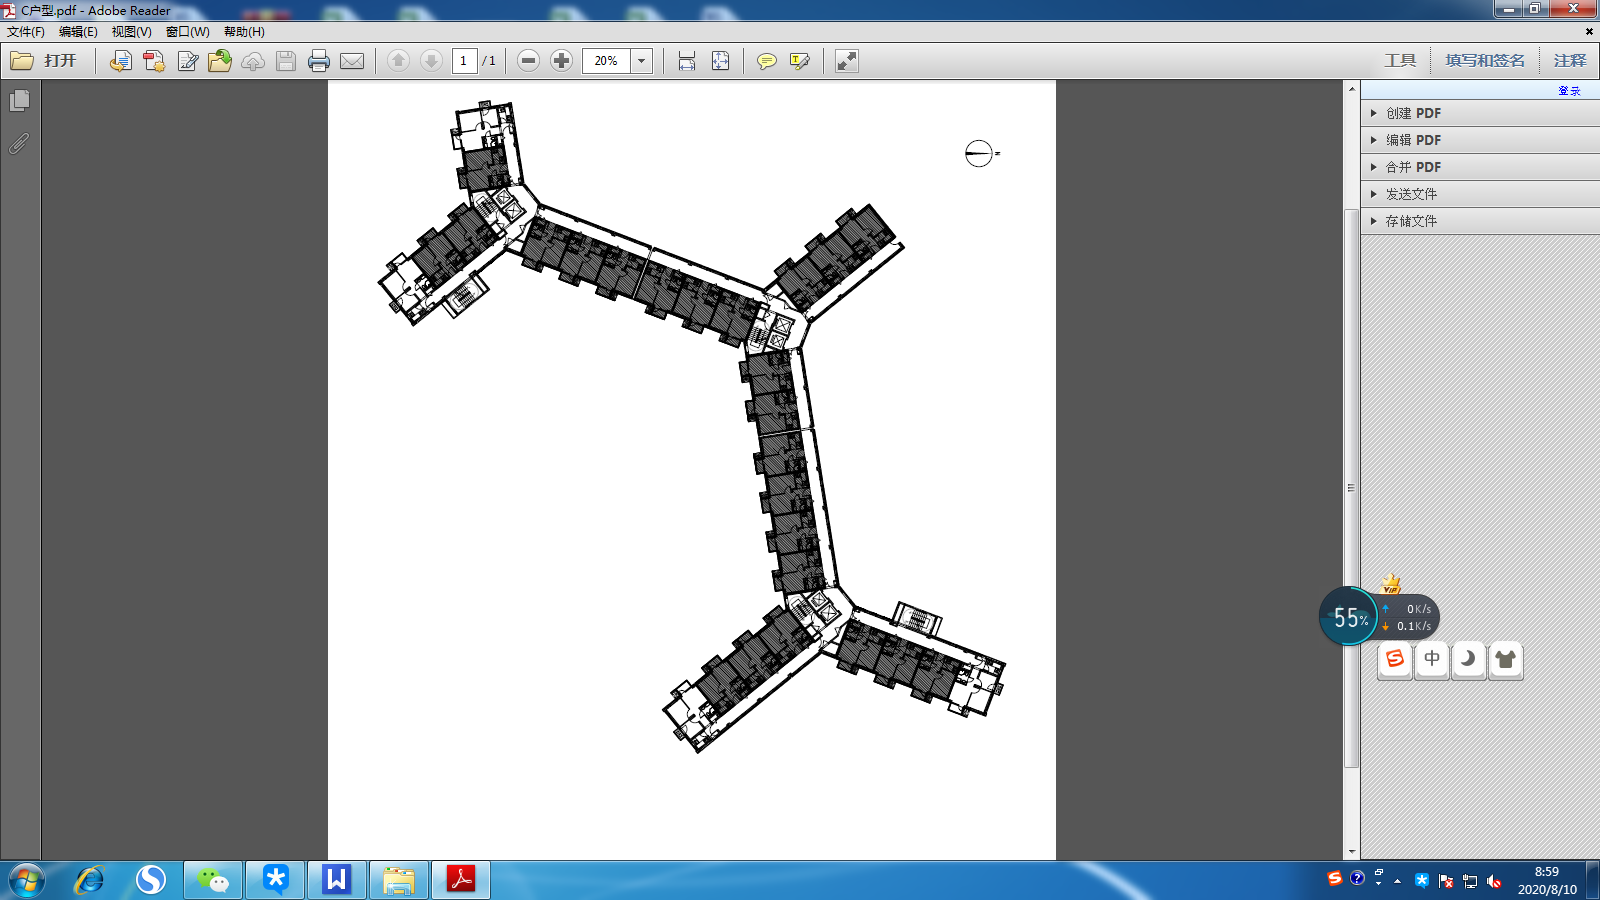 C户型.pdf - Adobe Reader
文件(F) 编辑(E) 视图(V) 窗口(W) 帮助(H)
打开 1 / 1 20% 工具 填写和签名 注释
登录
创建 PDF
编辑 PDF
合并 PDF
发送文件
存储文件
N
VIP
55% 0K/s
0.1K/s
中
8:59
2020/8/10